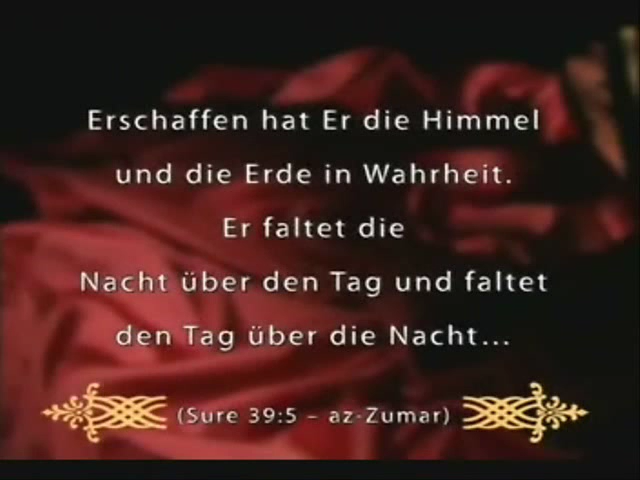 Erschaffen hat Er die Himmel
und die Erde in Wahrheit.
Er faltet die
Nacht über den Tag und faltet
den Tag über die Nacht...
(Sure 39:5 – az-Zumar)